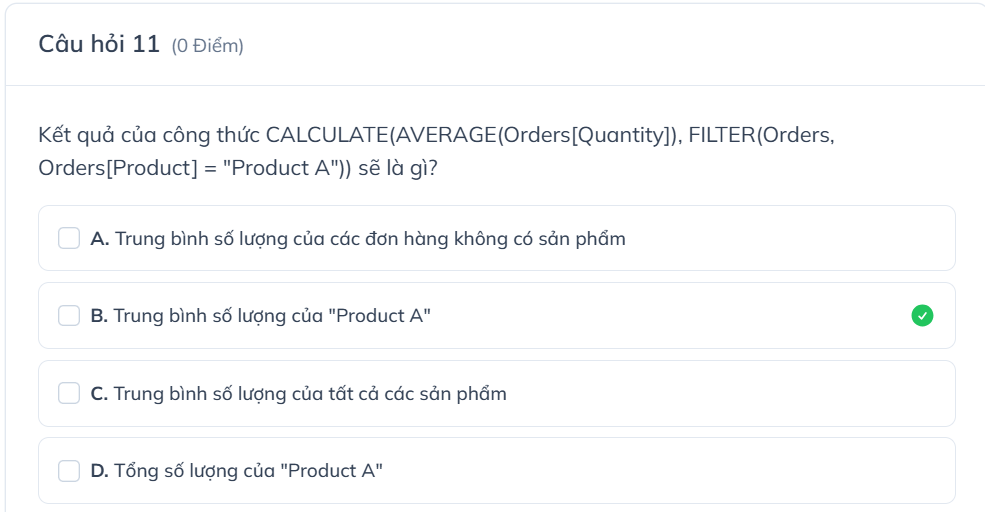 Câu hỏi 11 (0 Điểm)
Kết quả của công thức CALCULATE(AVERAGE(Orders[Quantity]), FILTER(Orders,
Orders[Product] = "Product A")) sẽ là gì?
A. Trung bình số lượng của các đơn hàng không có sản phẩm
B. Trung bình số lượng của "Product A"
C. Trung bình số lượng của tất cả các sản phẩm
D. Tổng số lượng của "Product A"